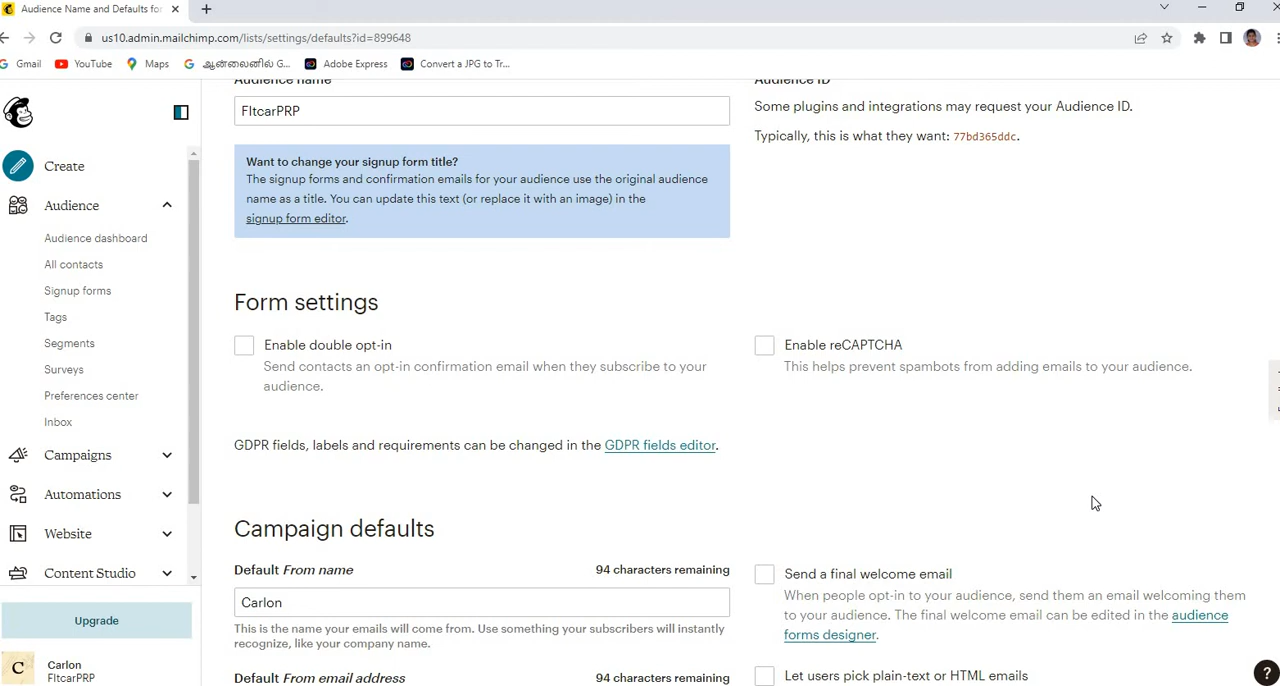 Audience Name and Defaults for
us10.admin.mailchimp.com/lists/settings/defaults?id=899648
Gmail
YouTube
Maps
ஆன்லைனில் G...
Adobe Express
Convert a JPG to Tr...
Create
Audience
Audience dashboard
All contacts
Signup forms
Tags
Segments
Surveys
Preferences center
Inbox
Campaigns
Automations
Website
Content Studio
Upgrade
C
Carlon
FItcarPRP
Audience name
FItcarPRP
Want to change your signup form title?
The signup forms and confirmation emails for your audience use the original audience
name as a title. You can update this text (or replace it with an image) in the
signup form editor.
Audience ID
Some plugins and integrations may request your Audience ID.
Typically, this is what they want: 77bd365ddc.
Form settings
Enable double opt-in
Send contacts an opt-in confirmation email when they subscribe to your
audience.
Enable reCAPTCHA
This helps prevent spambots from adding emails to your audience.
GDPR fields, labels and requirements can be changed in the GDPR fields editor.
Campaign defaults
Default From name
94 characters remaining
Carlon
This is the name your emails will come from. Use something your subscribers will instantly
recognize, like your company name.
Default From email address
94 characters remaining
Send a final welcome email
When people opt-in to your audience, send them an email welcoming them
to your audience. The final welcome email can be edited in the audience
forms designer.
Let users pick plain-text or HTML emails
?